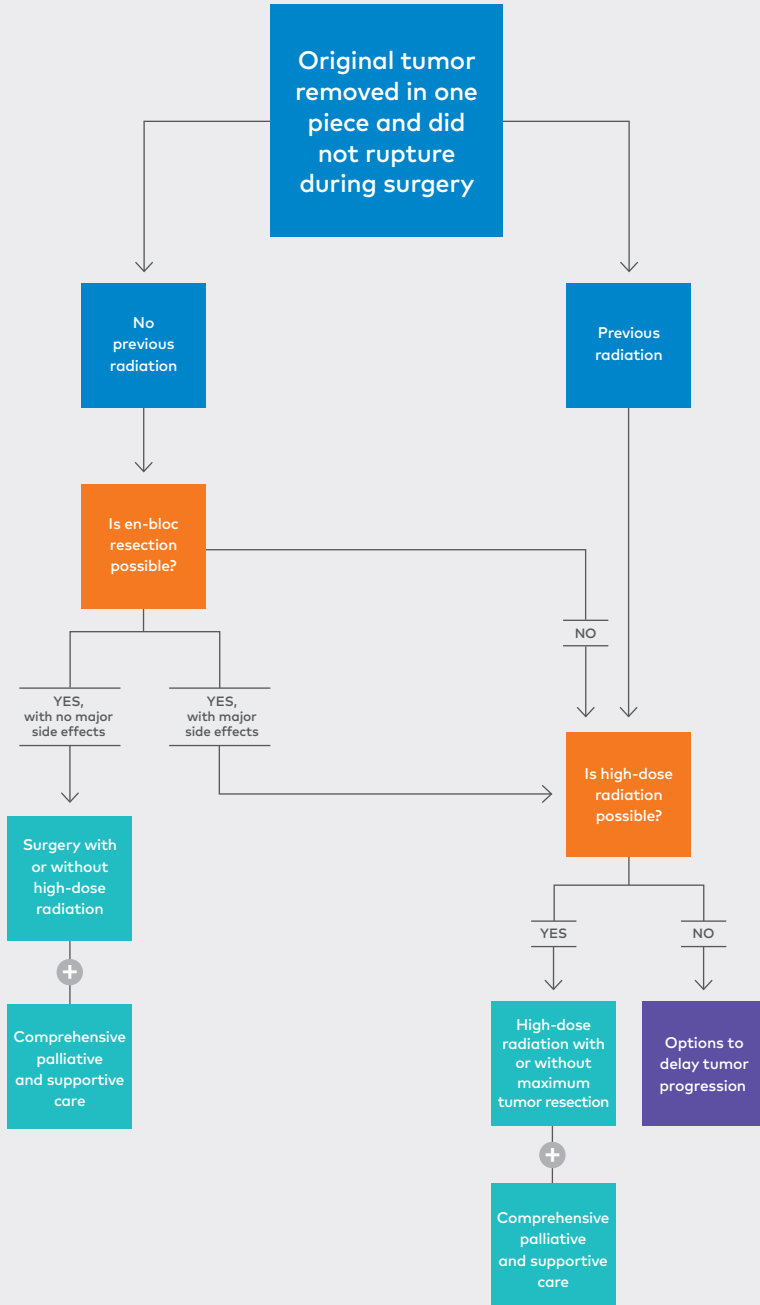 Original tumor
removed in one
piece and did
not rupture
during surgery
No
previous
radiation
Previous
radiation
Is en-bloc
resection
possible?
NO
YES,
with no major
side effects
YES,
with major
side effects
Is high-dose
radiation
possible?
Surgery with
or without
high-dose
radiation
YES
NO
+
Comprehensive
palliative
and supportive
care
High-dose
radiation with
or without
maximum
tumor resection
Options to
delay tumor
progression
+
Comprehensive
palliative
and supportive
care